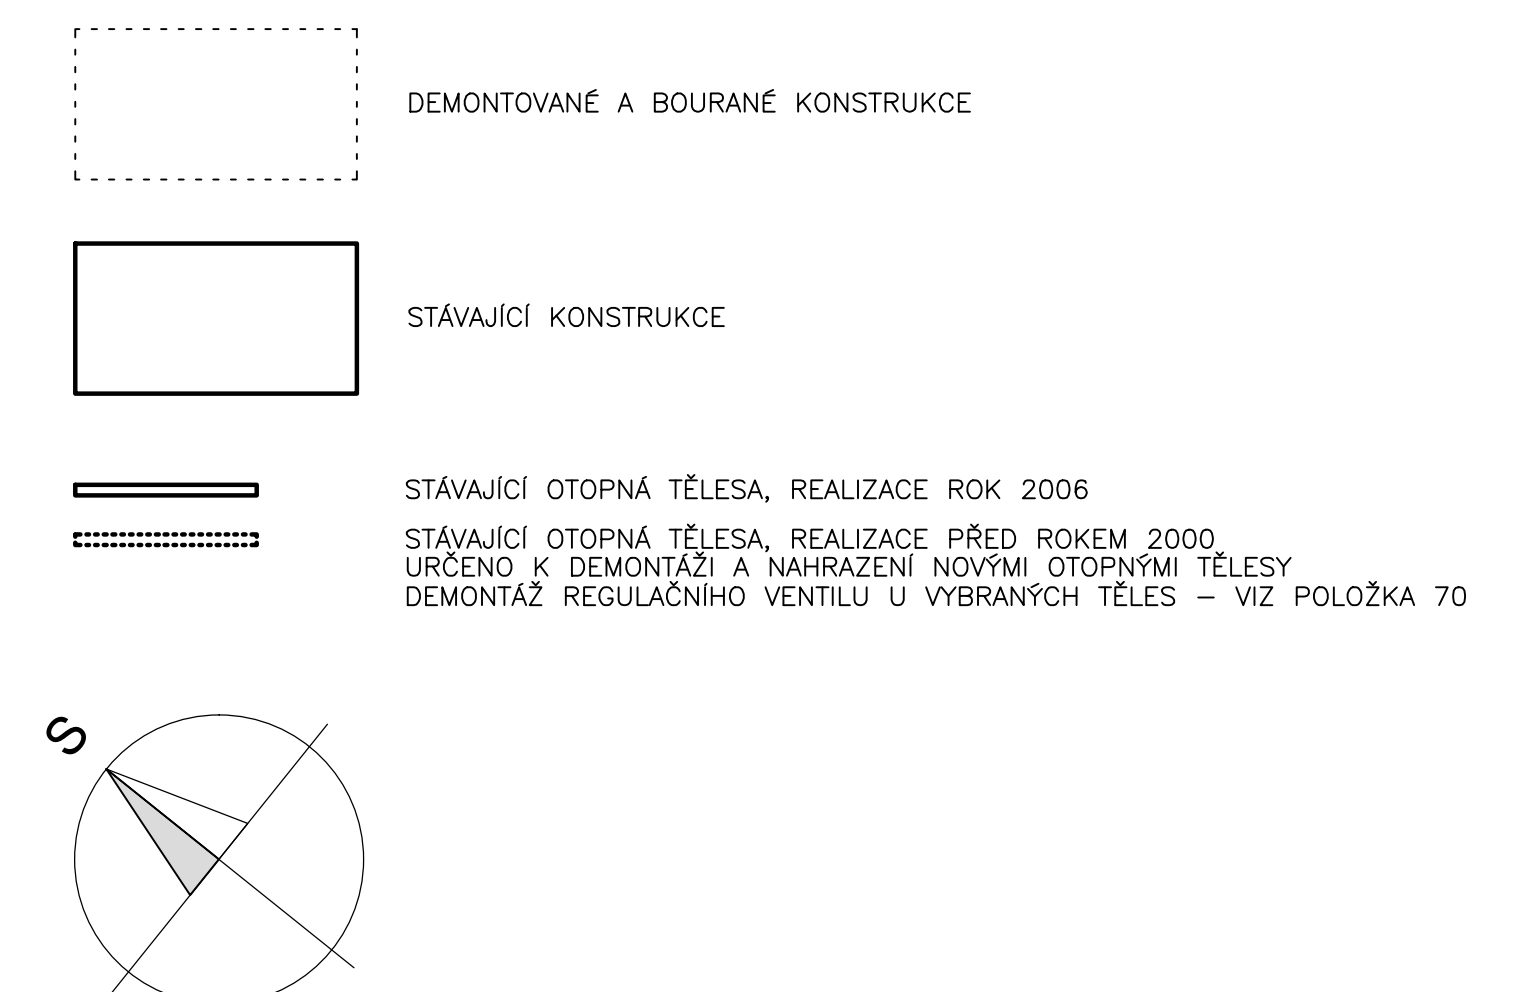 DEMONTOVANÉ A BOURANÉ KONSTRUKCE
STÁVAJÍCÍ KONSTRUKCE
STÁVAJÍCÍ OTOPNÁ TĚLESA, REALIZACE ROK 2006
STÁVAJÍCÍ OTOPNÁ TĚLESA, REALIZACE PŘED ROKEM 2000
URČENO K DEMONTÁŽI A NAHRAZENÍ NOVÝMI OTOPNÝMI TĚLESY
DEMONTÁŽ REGULAČNÍHO VENTILU U VYBRANÝCH TĚLES – VIZ POLOŽKA 70
S